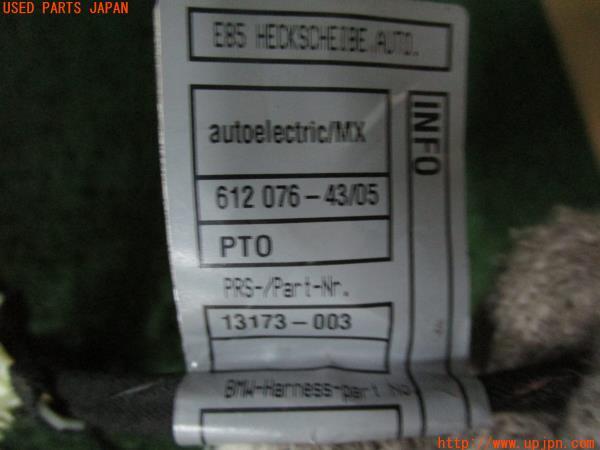 USED PARTS JAPAN
E85 HECKSCHEIBE,AUTO.
autoelectric/MX
INFO
612 076-43/05
PTO
PRS-/Part-Nr.
13173-003
BMW-Harness-part
http://www.upjpn.com/